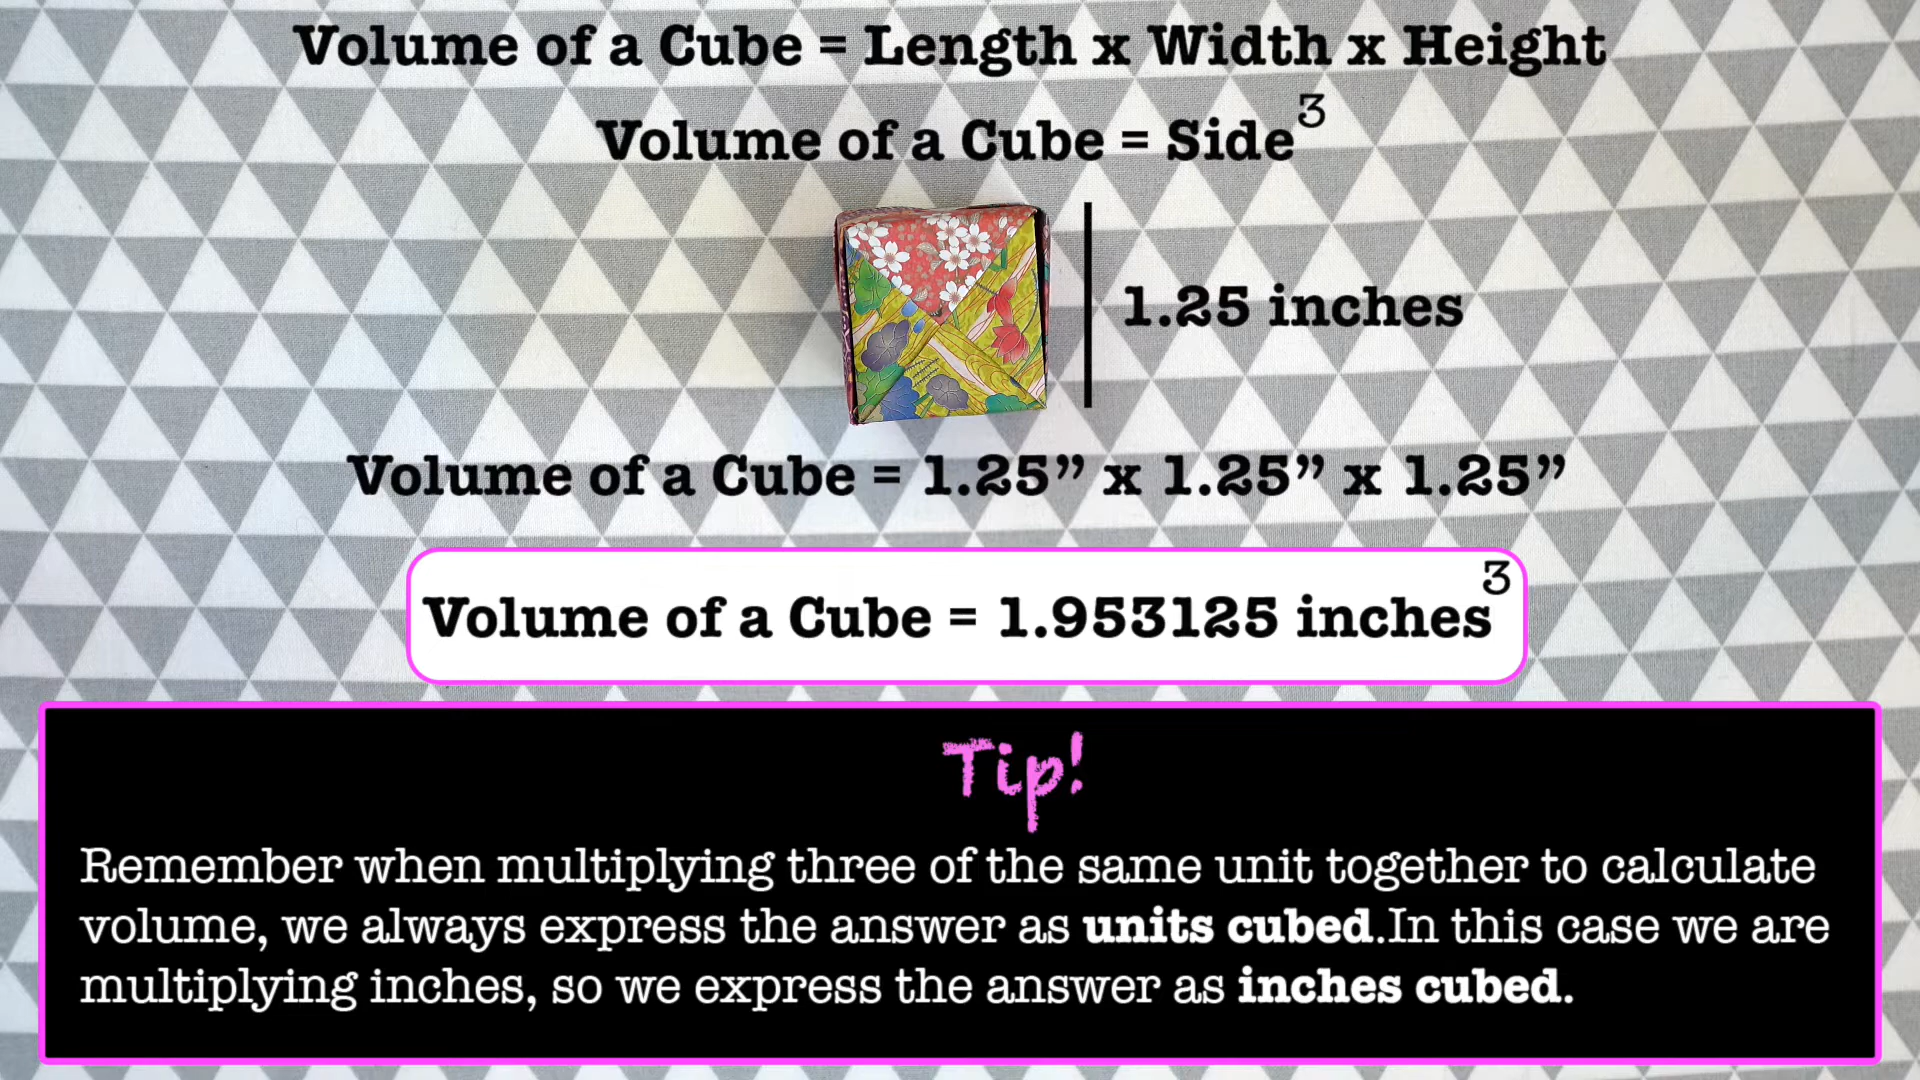 Volume of a Cube = Length x Width x Height
Volume of a Cube = Side³
1.25 inches
Volume of a Cube = 1.25” x 1.25” x 1.25”
Volume of a Cube = 1.953125 inches³
Tip!
Remember when multiplying three of the same unit together to calculate
volume, we always express the answer as units cubed.In this case we are
multiplying inches, so we express the answer as inches cubed.